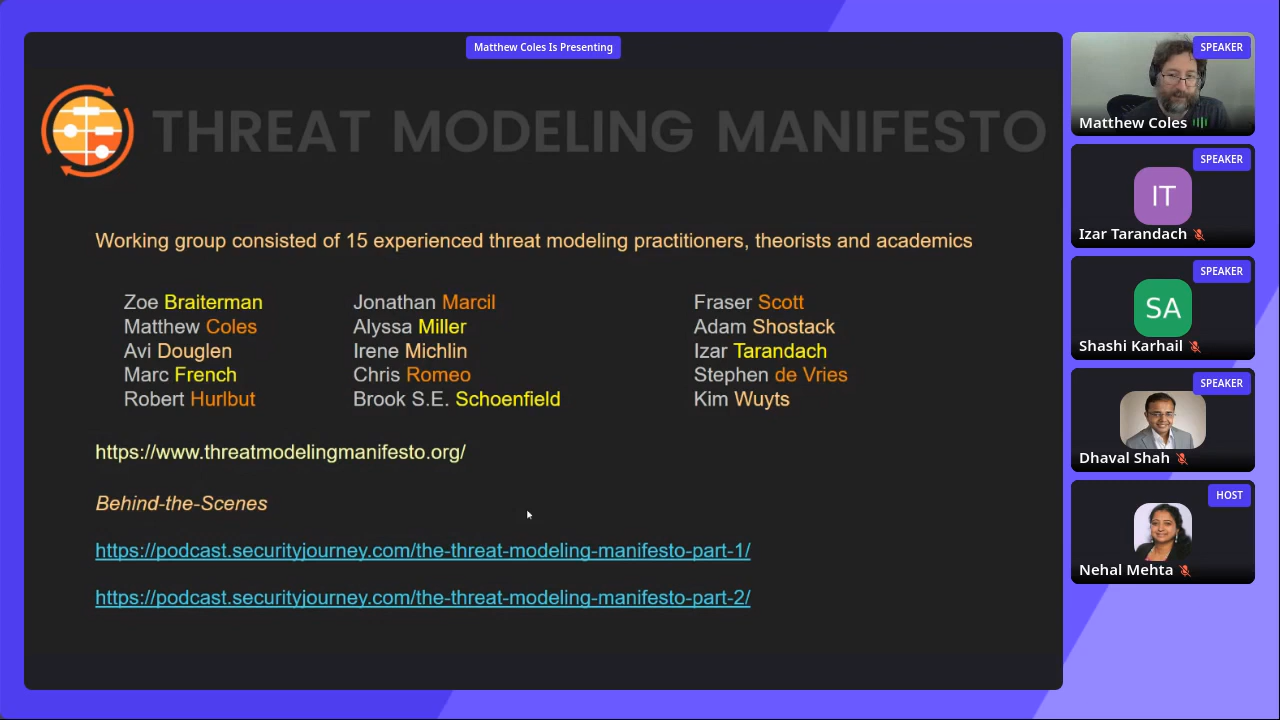 Matthew Coles Is Presenting
THREAT MODELING MANIFESTO
Working group consisted of 15 experienced threat modeling practitioners, theorists and academics
Zoe Braiterman
Matthew Coles
Avi Douglen
Marc French
Robert Hurlbut
Jonathan Marcil
Alyssa Miller
Irene Michlin
Chris Romeo
Brook S.E. Schoenfield
Fraser Scott
Adam Shostack
Izar Tarandach
Stephen de Vries
Kim Wuyts
https://www.threatmodelingmanifesto.org/
Behind-the-Scenes
https://podcast.securityjourney.com/the-threat-modeling-manifesto-part-1/
https://podcast.securityjourney.com/the-threat-modeling-manifesto-part-2/
SPEAKER
Matthew Coles
SPEAKER
IT
Izar Tarandach
SPEAKER
SA
Shashi Karhail
SPEAKER
Dhaval Shah
HOST
Nehal Mehta